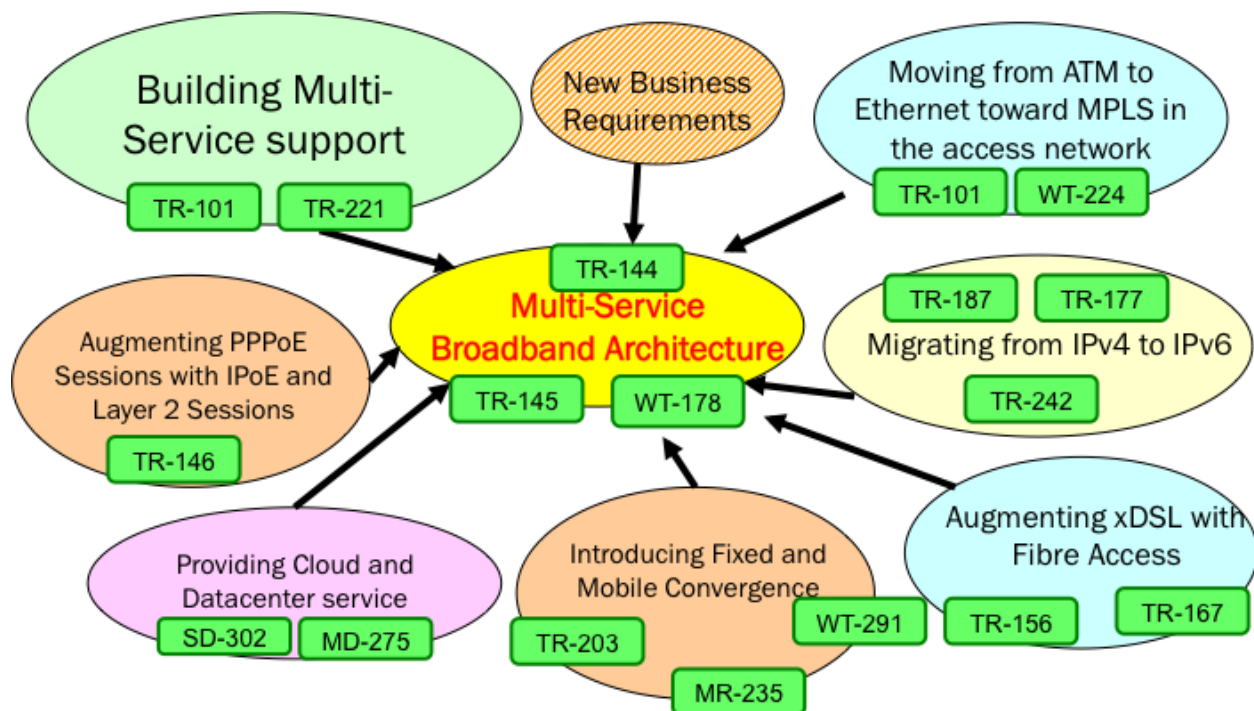 Building Multi-
Service support
TR-101
TR-221
New Business
Requirements
Moving from ATM to
Ethernet toward MPLS in
the access network
TR-101
WT-224
TR-144
Multi-Service
Broadband Architecture
TR-145
WT-178
TR-187
TR-177
Migrating from IPv4 to IPv6
TR-242
Augmenting PPPoE
Sessions with IPoE and
Layer 2 Sessions
TR-146
Providing Cloud and
Datacenter service
SD-302
MD-275
Introducing Fixed and
Mobile Convergence
TR-203
WT-291
MR-235
Augmenting xDSL with
Fibre Access
TR-156
TR-167